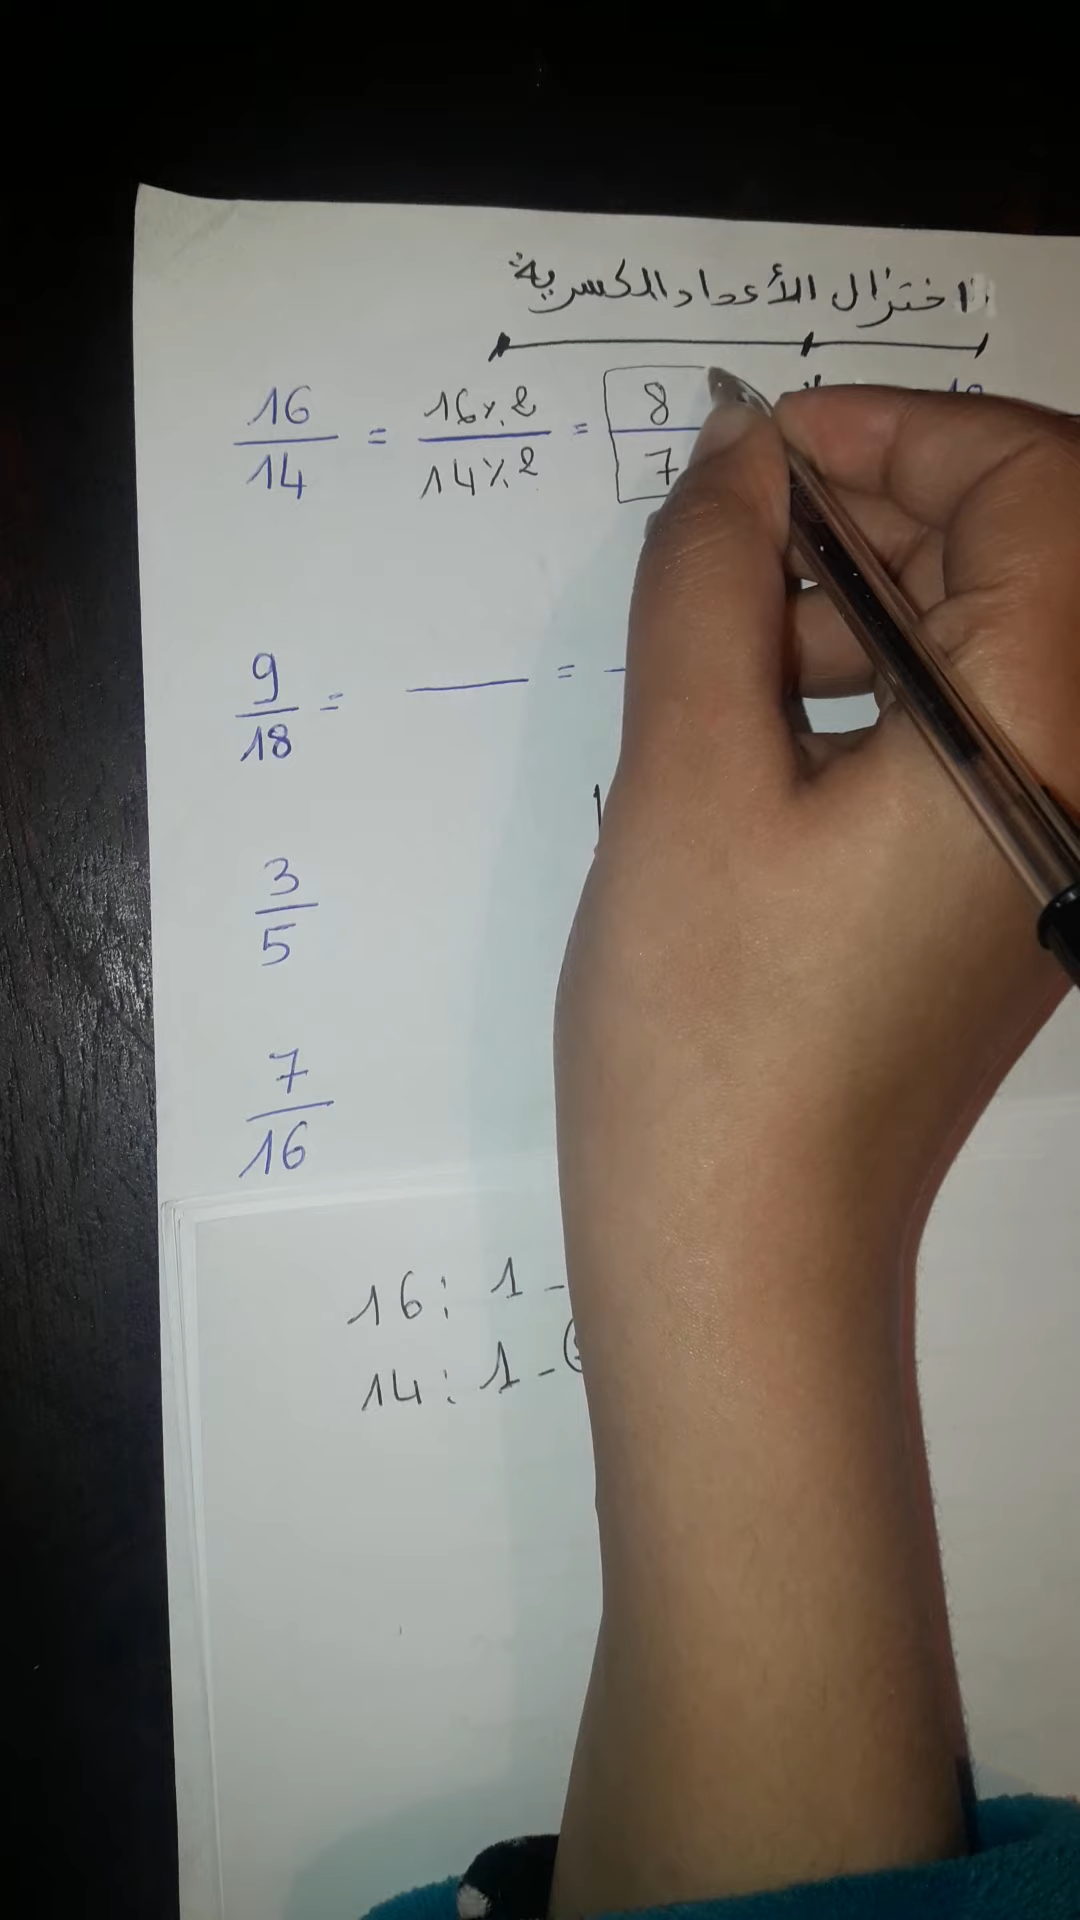 اختزال الأعداد الكسرية
16/14 = 16٪2/14٪2 = 8/7
9/18 = — =
3/5
7/16
16: 1 -
14: 1 -